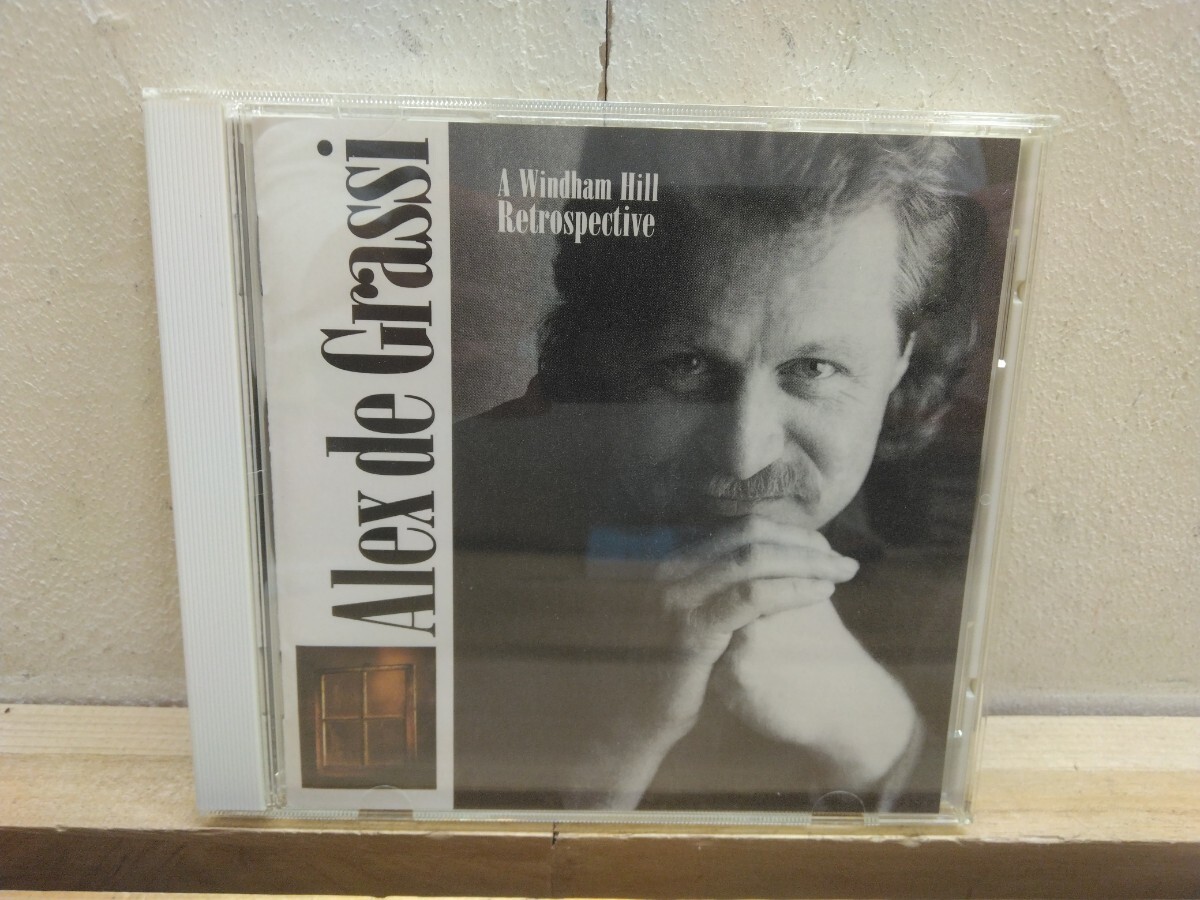 Alex de Grassi
A Windham Hill
Retrospective